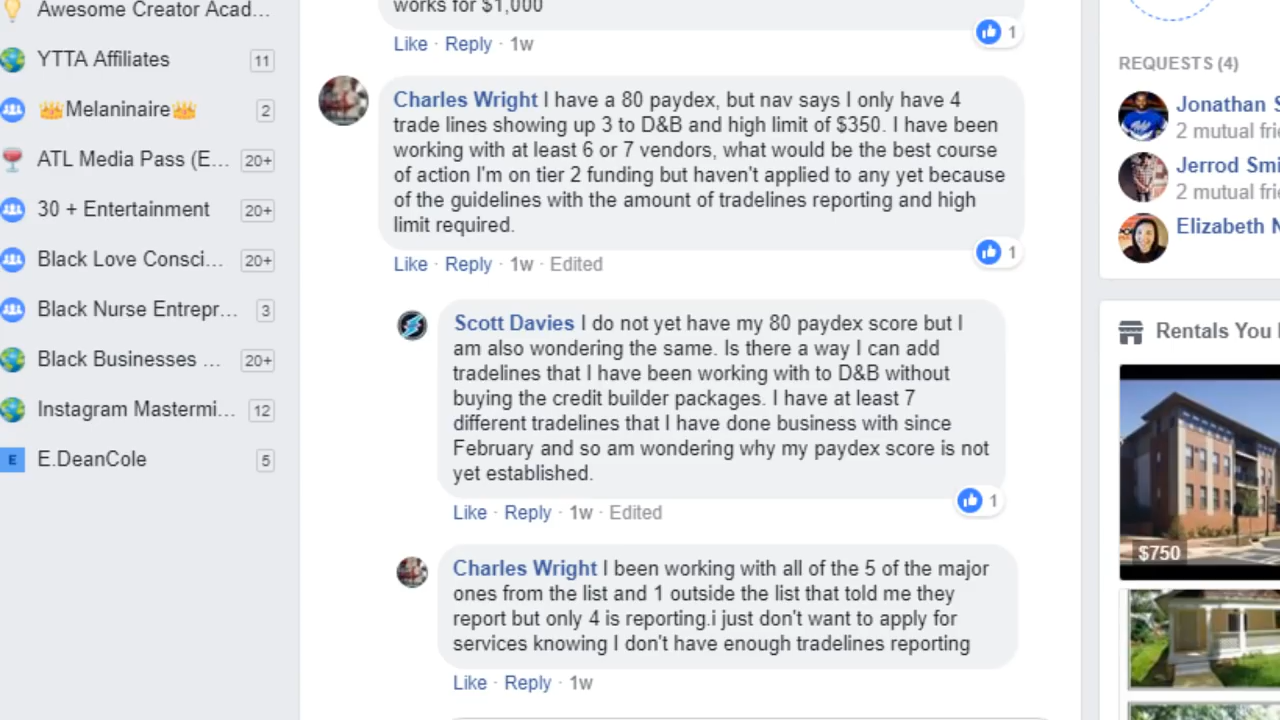 Awesome Creator Acad...
YTTA Affiliates 11
👑Melaninaire👑 2
ATL Media Pass (E... 20+
30 + Entertainment 20+
Black Love Consci... 20+
Black Nurse Entrepr... 3
Black Businesses ... 20+
Instagram Mastermi... 12
E E.DeanCole 5
works for $1,000
1
Like · Reply · 1w
Charles Wright I have a 80 paydex, but nav says I only have 4
tradelines showing up 3 to D&B and high limit of $350. I have been
working with at least 6 or 7 vendors, what would be the best course
of action I'm on tier 2 funding but haven't applied to any yet because
of the guidelines with the amount of tradelines reporting and high
limit required.
1
Like · Reply · 1w · Edited
Scott Davies I do not yet have my 80 paydex score but I
am also wondering the same. Is there a way I can add
tradelines that I have been working with to D&B without
buying the credit builder packages. I have at least 7
different tradelines that I have done business with since
February and so am wondering why my paydex score is not
yet established.
1
Like · Reply · 1w · Edited
Charles Wright I been working with all of the 5 of the major
ones from the list and 1 outside the list that told me they
report but only 4 is reporting.i just don't want to apply for
services knowing I don't have enough tradelines reporting
Like · Reply · 1w
REQUESTS (4)
Jonathan S
2 mutual frie
Jerrod Smi
2 mutual frie
Elizabeth N
Rentals You
$750